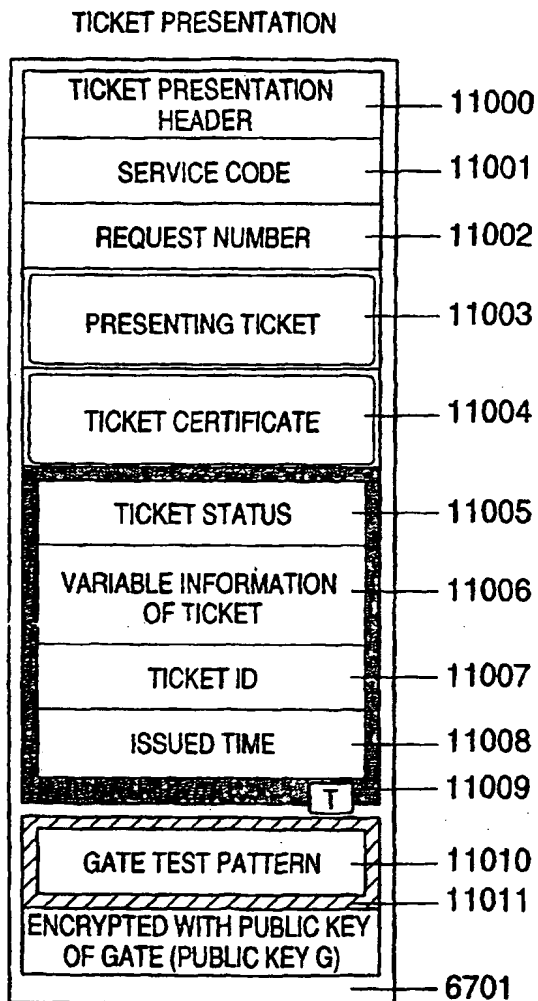 TICKET PRESENTATION
TICKET PRESENTATION
HEADER
11000
SERVICE CODE
11001
REQUEST NUMBER
11002
PRESENTING TICKET
11003
TICKET CERTIFICATE
11004
TICKET STATUS
11005
VARIABLE INFORMATION
OF TICKET
11006
TICKET ID
11007
ISSUED TIME
11008
11009
T
GATE TEST PATTERN
11010
11011
ENCRYPTED WITH PUBLIC KEY
OF GATE (PUBLIC KEY G)
6701